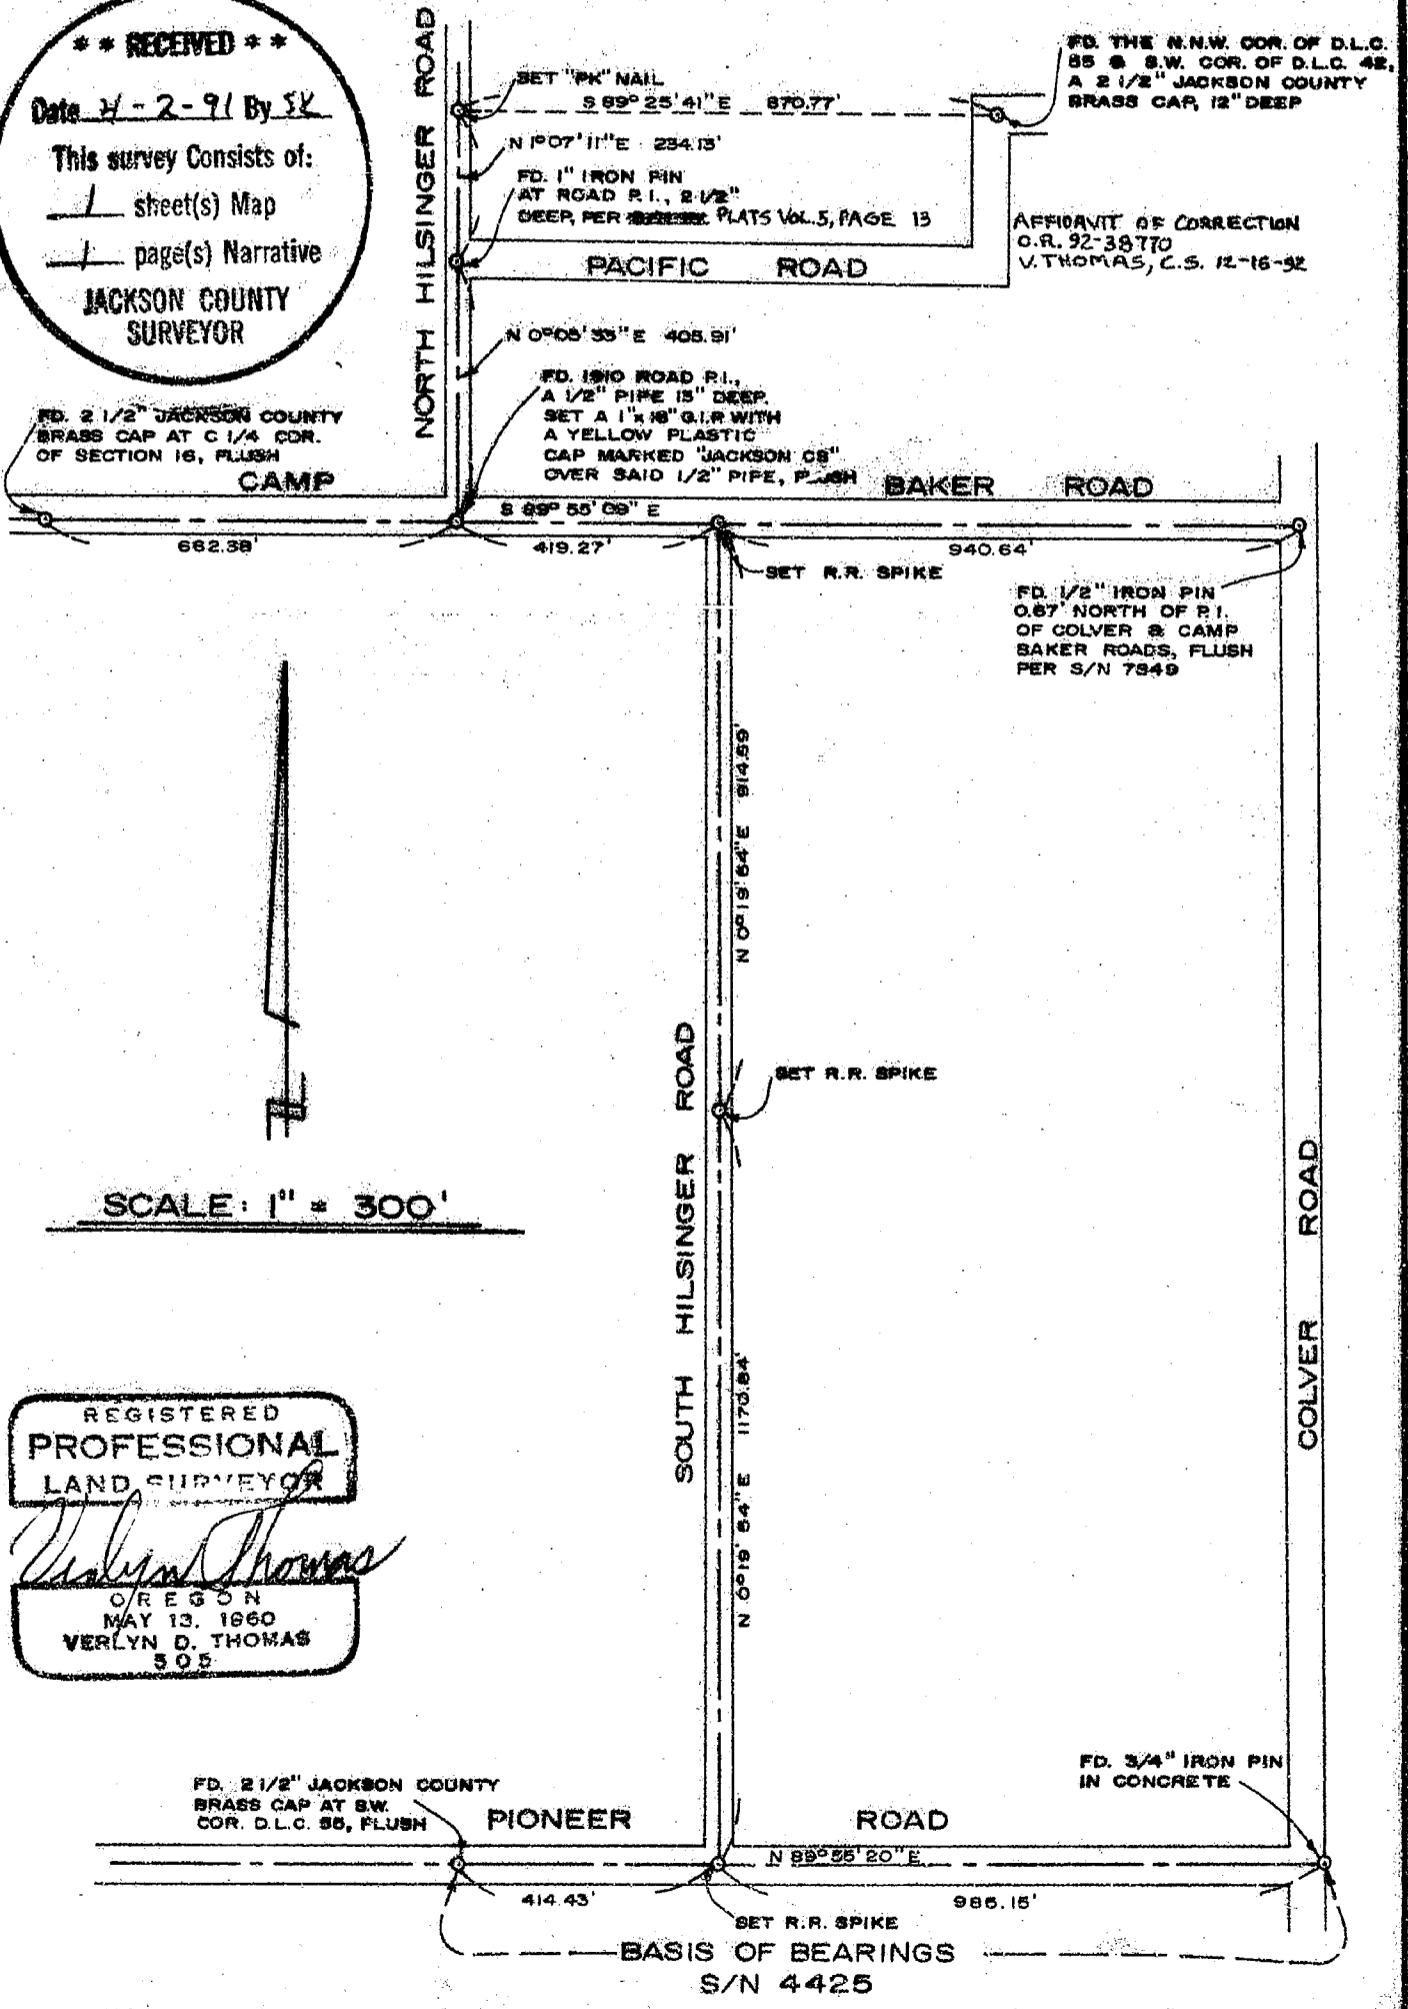 * * RECEIVED * *
Date 4-2-91 By SK
This survey Consists of:
1 sheet(s) Map
1 page(s) Narrative
JACKSON COUNTY
SURVEYOR
NORTH HILSINGER ROAD
SET "PK" NAIL
S 89° 25' 41" E 870.77'
FD. THE N.N.W. COR. OF D.L.C.
55 & S.W. COR. OF D.L.C. 42,
A 2 1/2" JACKSON COUNTY
BRASS CAP, 12" DEEP
N 1° 07' 11" E 234.13'
FD. 1" IRON PIN
AT ROAD P.I., 2 1/2"
DEEP, PER PLATS VOL. 5, PAGE 13
AFFIDAVIT OF CORRECTION
O.R. 92-38770
V. THOMAS, C.S. 12-16-92
PACIFIC ROAD
N 0° 05' 35" E 405.91'
FD. 1910 ROAD P.I.,
A 1/2" PIPE 15" DEEP.
SET A 1" x 18" G.I.P. WITH
A YELLOW PLASTIC
CAP MARKED "JACKSON CS"
OVER SAID 1/2" PIPE, FLUSH
FD. 2 1/2" JACKSON COUNTY
BRASS CAP AT C 1/4 COR.
OF SECTION 16, FLUSH
CAMP BAKER ROAD
S 89° 55' 09" E
662.38'
419.27'
940.64'
SET R.R. SPIKE
FD. 1/2" IRON PIN
0.67' NORTH OF P.I.
OF COLVER & CAMP
BAKER ROADS, FLUSH
PER S/N 7849
N 0° 19' 54" E 914.59'
SOUTH HILSINGER ROAD
SET R.R. SPIKE
SCALE: 1" = 300'
N 0° 19' 54" E 1170.84'
COLVER ROAD
REGISTERED
PROFESSIONAL
LAND SURVEYOR
Verlyn Thomas
OREGON
MAY 13, 1960
VERLYN D. THOMAS
505
FD. 2 1/2" JACKSON COUNTY
BRASS CAP AT S.W.
COR. D.L.C. 55, FLUSH
FD. 3/4" IRON PIN
IN CONCRETE
PIONEER ROAD
N 89° 55' 20" E
414.43'
985.15'
SET R.R. SPIKE
BASIS OF BEARINGS
S/N 4425